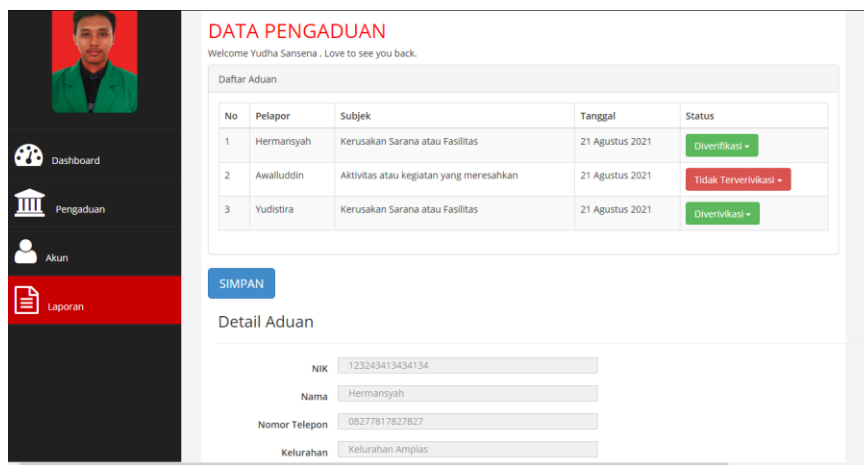 DATA PENGADUAN
Welcome Yudha Sansena , Love to see you back.
Daftar Aduan
No Pelapor Subjek Tanggal Status
1 Hermansyah Kerusakan Sarana atau Fasilitas 21 Agustus 2021 Diverifikasi
2 Awalluddin Aktivitas atau kegiatan yang meresahkan 21 Agustus 2021 Tidak Terverivikasi
3 Yudistira Kerusakan Sarana atau Fasilitas 21 Agustus 2021 Diverivikasi
Dashboard
Pengaduan
Akun
Laporan
SIMPAN
Detail Aduan
NIK 123243413434134
Nama Hermansyah
Nomor Telepon 08277817827827
Kelurahan Kelurahan Amplas